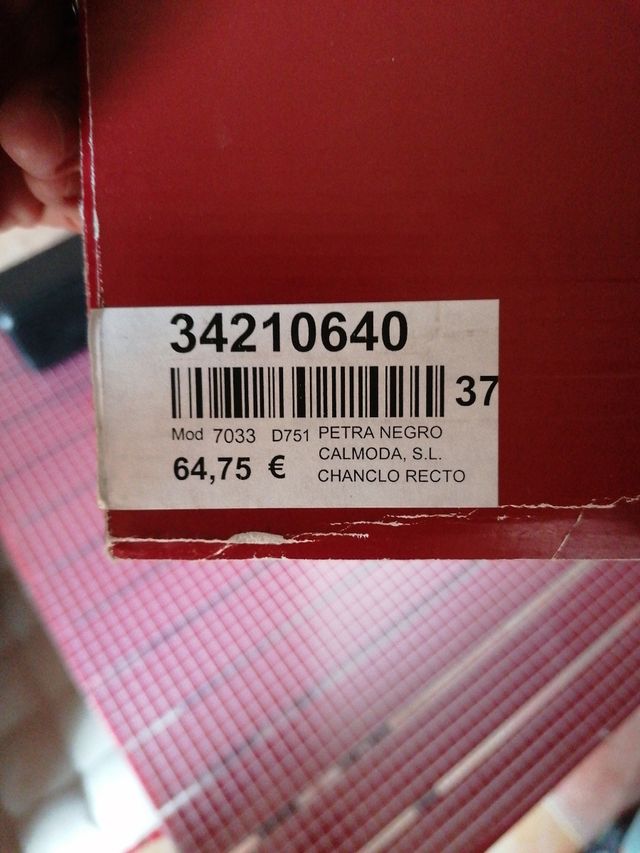 34210640
37
Mod 7033 D751 PETRA NEGRO
CALMODA, S.L.
64,75 €
CHANCLO RECTO